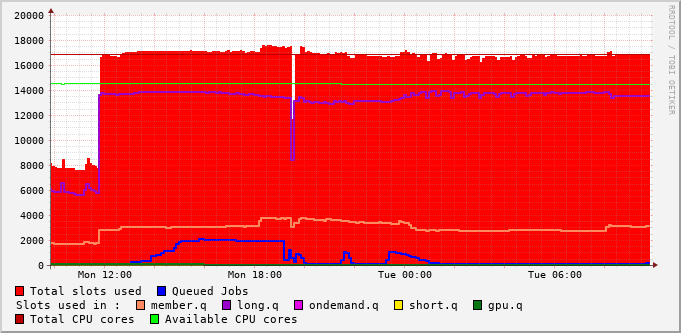 20000
18000
16000
14000
12000
10000
8000
6000
4000
2000
0
Mon 12:00 Mon 18:00 Tue 00:00 Tue 06:00
RRDTOOL / TOBI OETIKER
Total slots used Queued Jobs
Slots used in : member.q long.q ondemand.q short.q gpu.q
Total CPU cores Available CPU cores